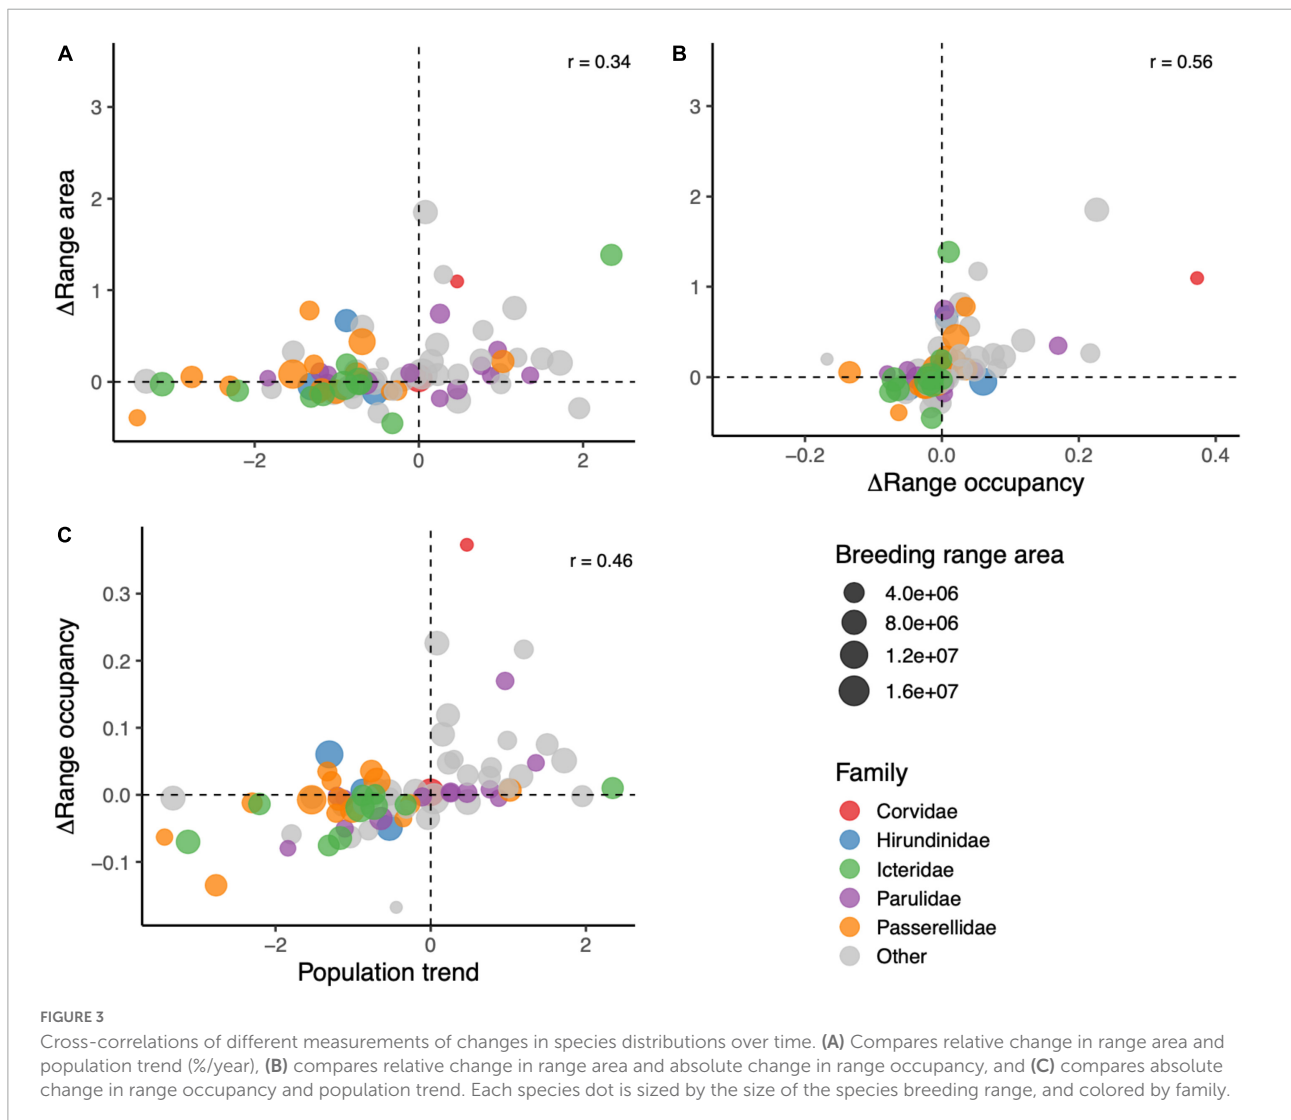 A
r = 0.34
ΔRange area
3
2
1
0
−2
0
2
B
r = 0.56
3
2
1
0
−0.2
0.0
0.2
0.4
ΔRange occupancy
C
r = 0.46
ΔRange occupancy
0.3
0.2
0.1
0.0
−0.1
−2
0
2
Population trend
Breeding range area
4.0e+06
8.0e+06
1.2e+07
1.6e+07
Family
Corvidae
Hirundinidae
Icteridae
Parulidae
Passerellidae
Other
FIGURE 3
Cross-correlations of different measurements of changes in species distributions over time. (A) Compares relative change in range area and
population trend (%/year), (B) compares relative change in range area and absolute change in range occupancy, and (C) compares absolute
change in range occupancy and population trend. Each species dot is sized by the size of the species breeding range, and colored by family.